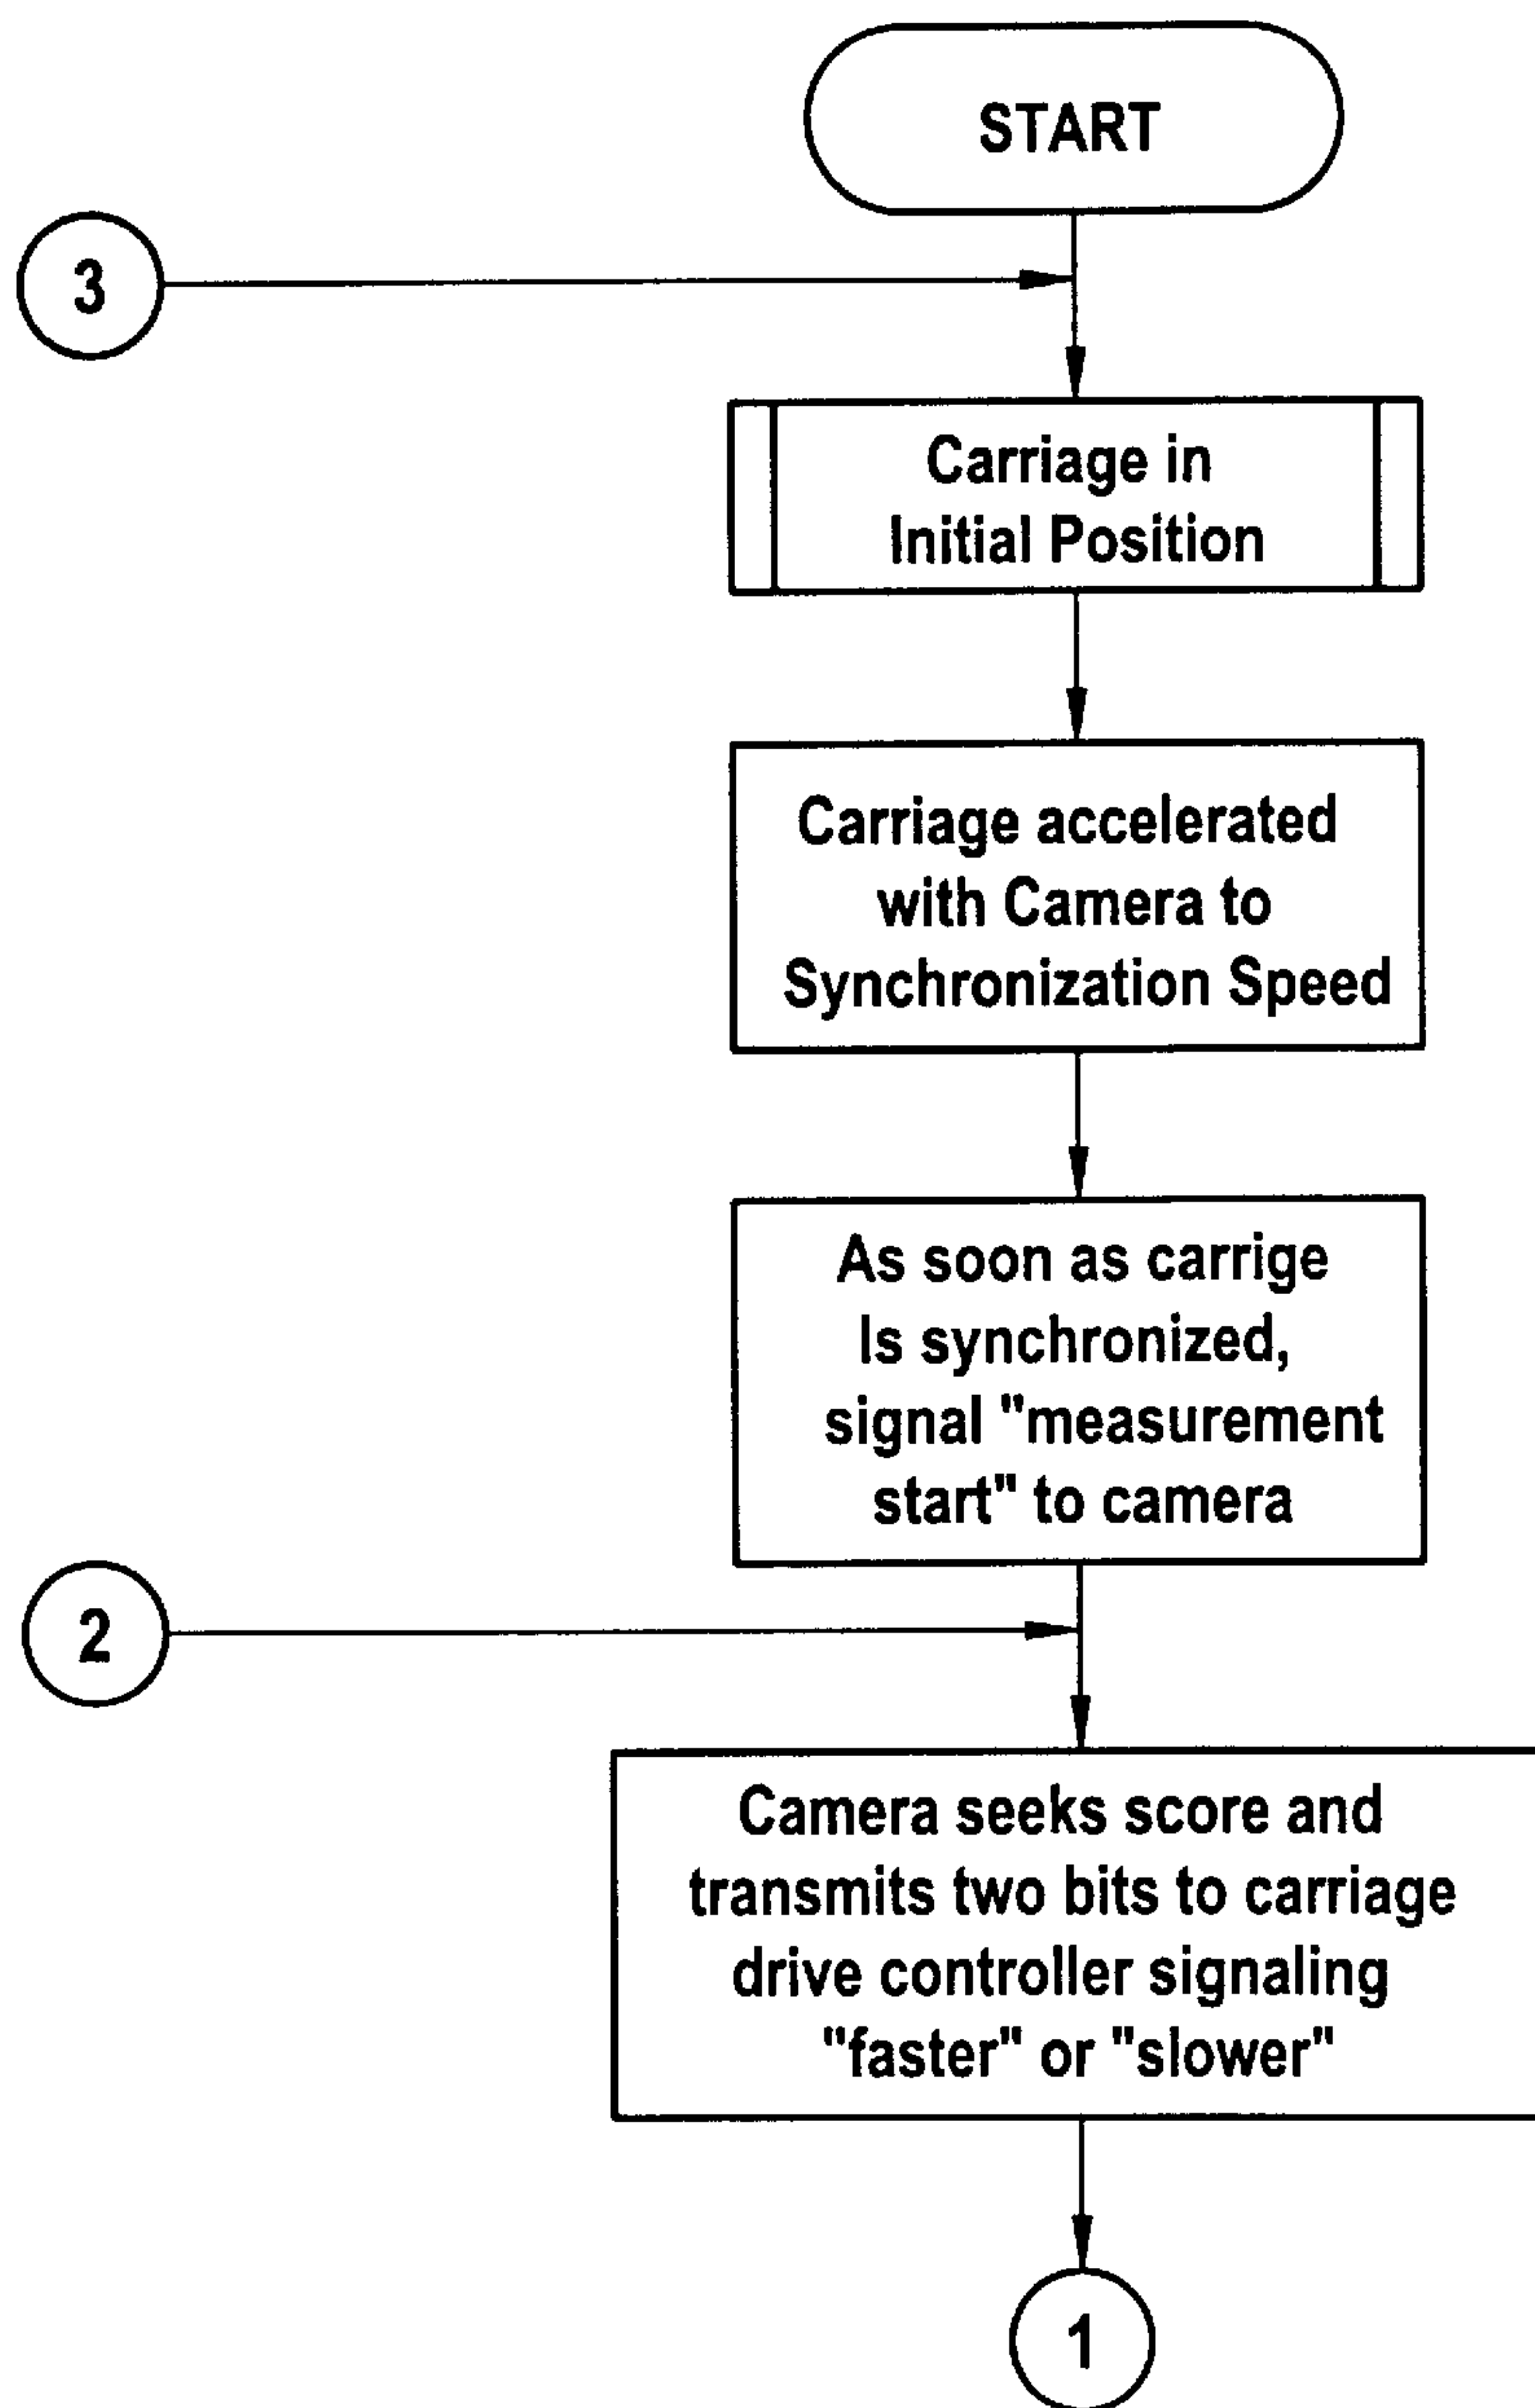 START
3
Carriage in
Initial Position
Carriage accelerated
with Camera to
Synchronization Speed
As soon as carrige
Is synchronized,
signal "measurement
start" to camera
2
Camera seeks score and
transmits two bits to carriage
drive controller signaling
"faster" or "slower"
1